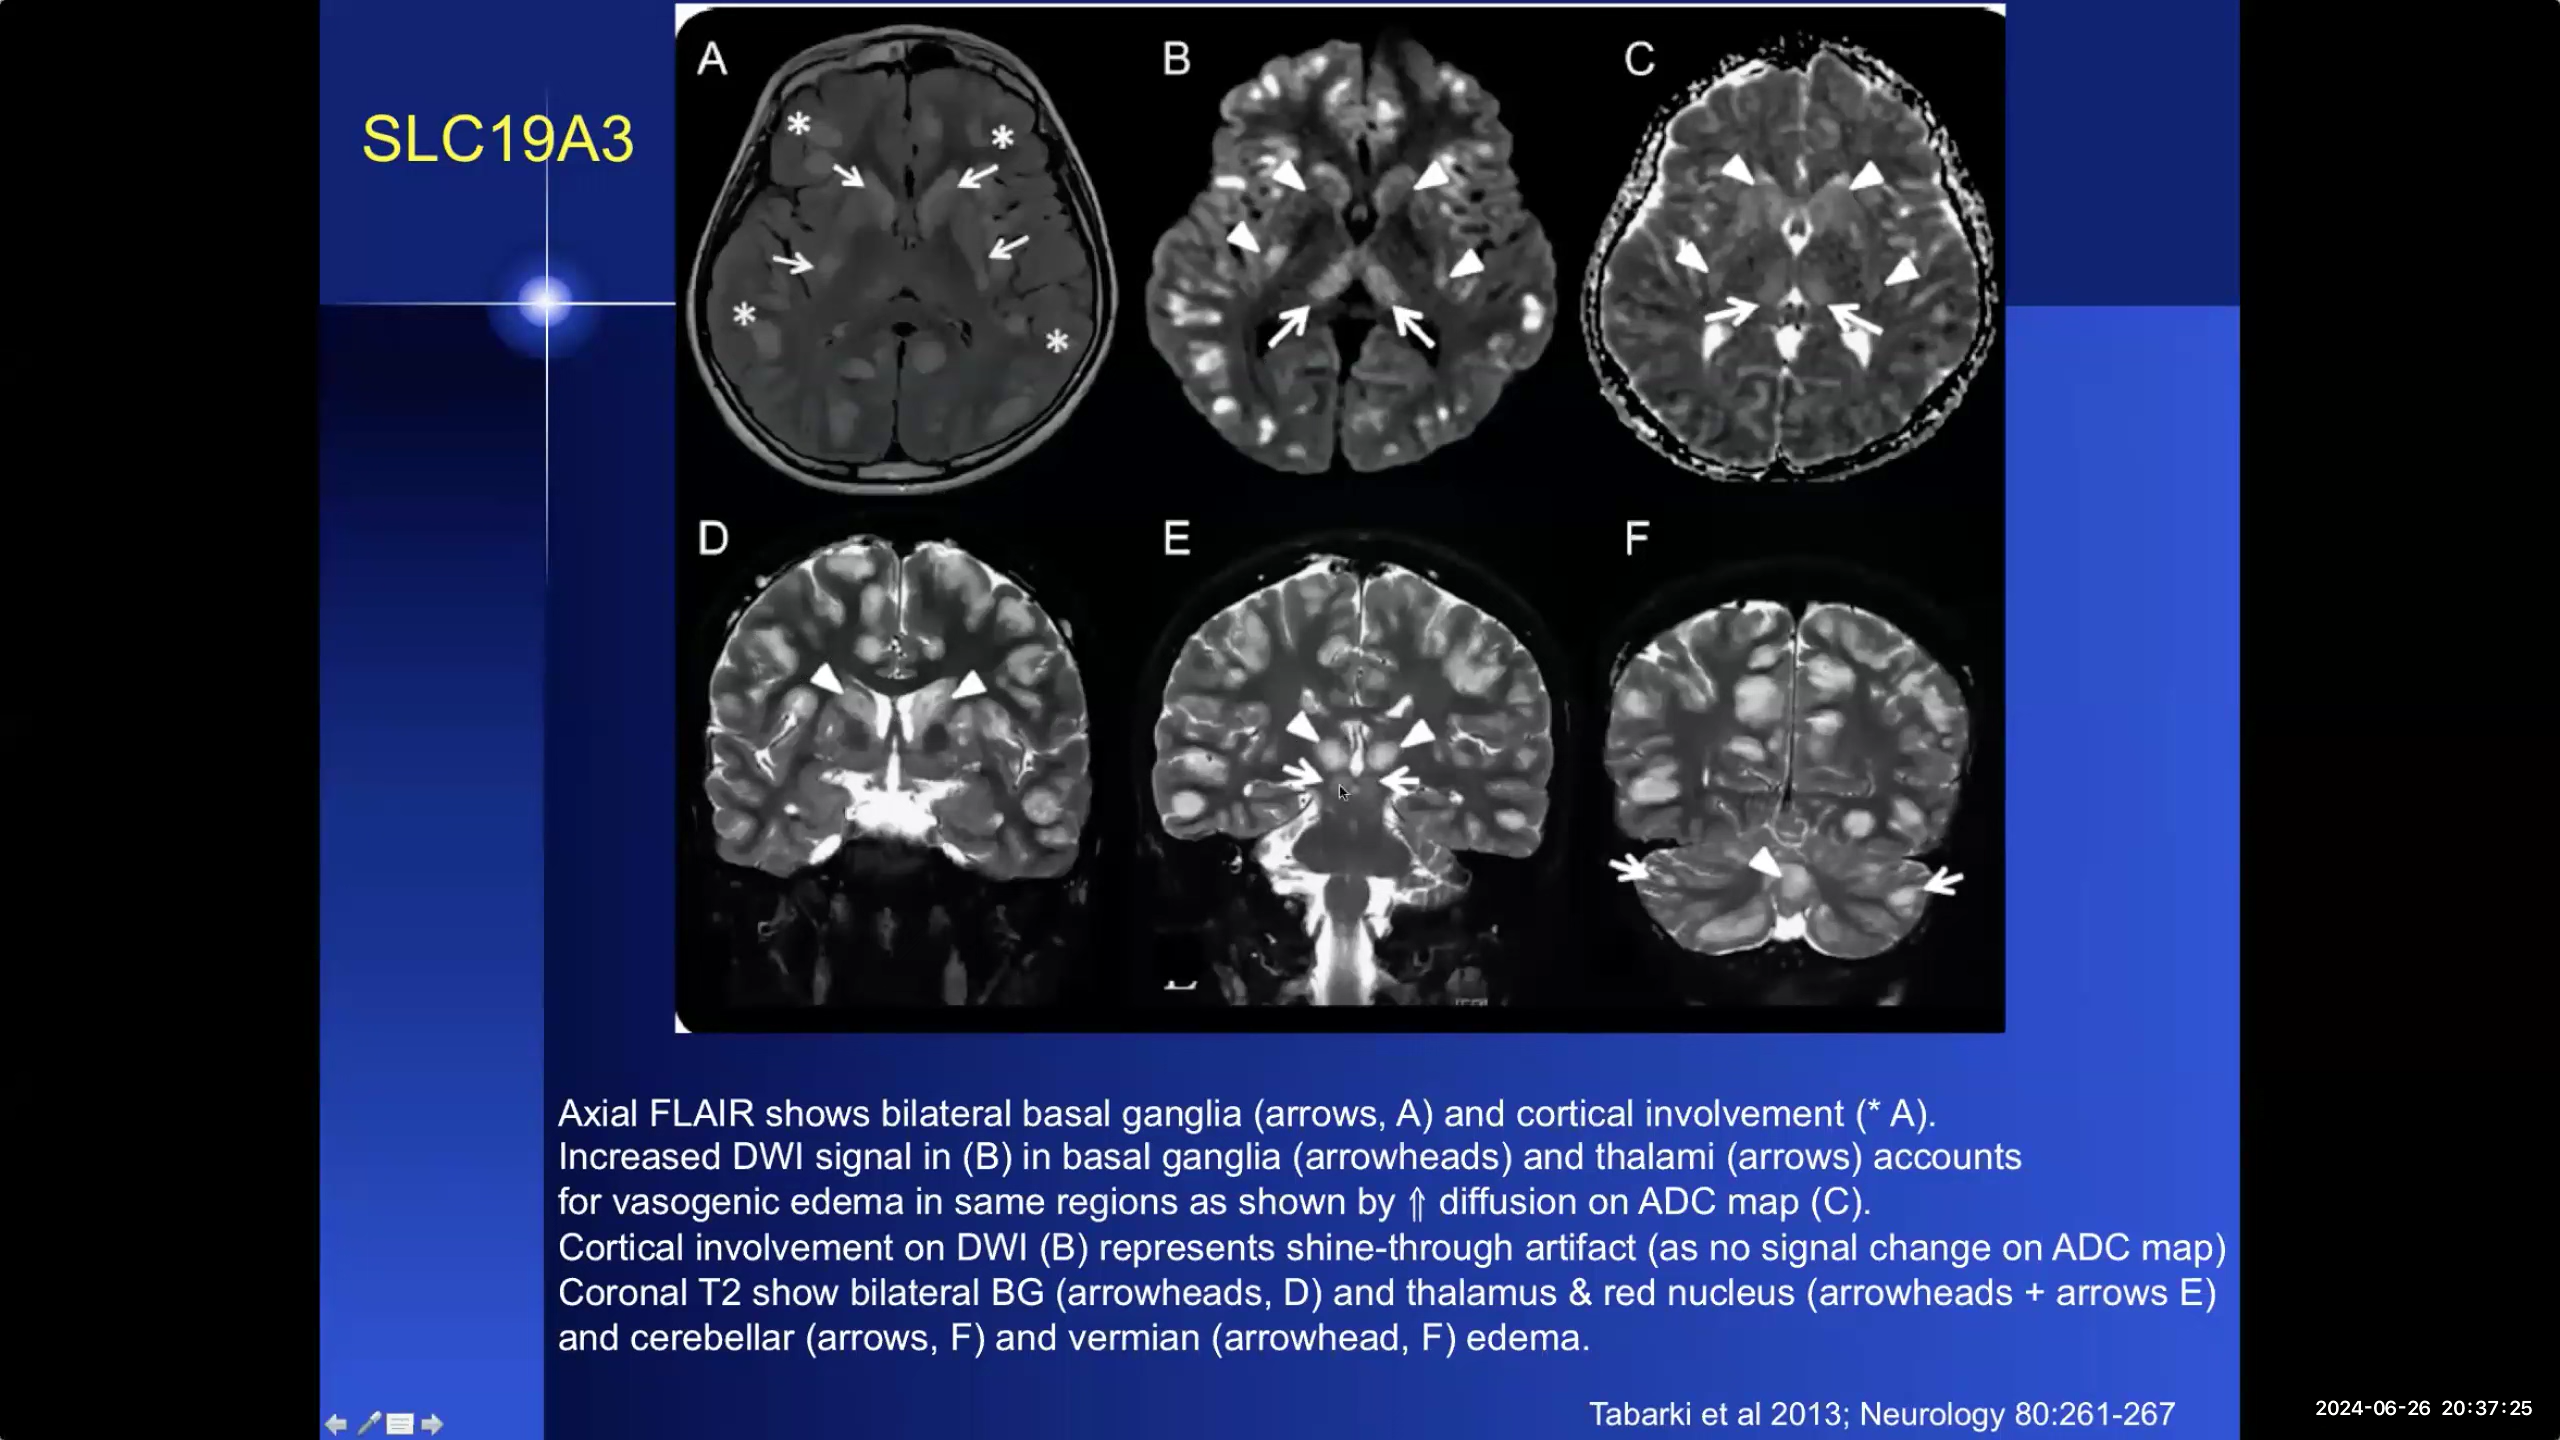 SLC19A3
A
B
C
*
*
*
*
D
E
F
Axial FLAIR shows bilateral basal ganglia (arrows, A) and cortical involvement (* A).
Increased DWI signal in (B) in basal ganglia (arrowheads) and thalami (arrows) accounts
for vasogenic edema in same regions as shown by ⇑ diffusion on ADC map (C).
Cortical involvement on DWI (B) represents shine-through artifact (as no signal change on ADC map)
Coronal T2 show bilateral BG (arrowheads, D) and thalamus & red nucleus (arrowheads + arrows E)
and cerebellar (arrows, F) and vermian (arrowhead, F) edema.
Tabarki et al 2013; Neurology 80:261-267
2024-06-26 20:37:25